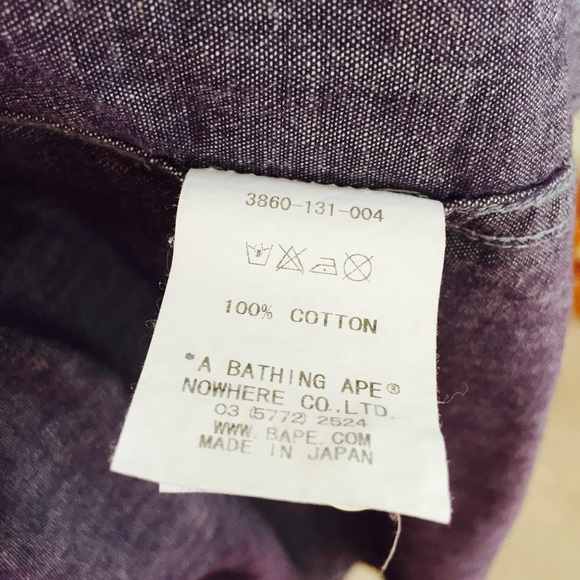 3860-131-004
100% COTTON
"A BATHING APE®
NOWHERE CO.,LTD.
03 (5772) 2524
WWW.BAPE.COM
MADE IN JAPAN